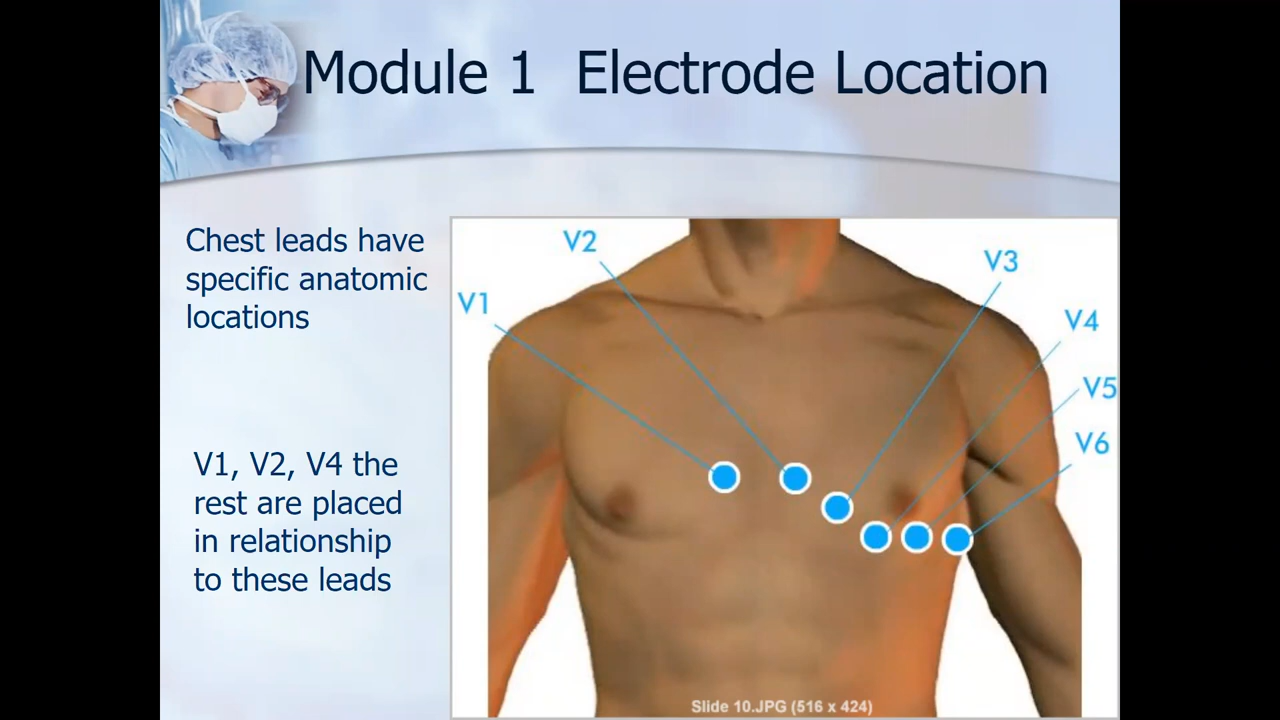 Module 1 Electrode Location
Chest leads have
specific anatomic
locations
V1, V2, V4 the
rest are placed
in relationship
to these leads
V1
V2
V3
V4
V5
V6
Slide 10.JPG (516 x 424)